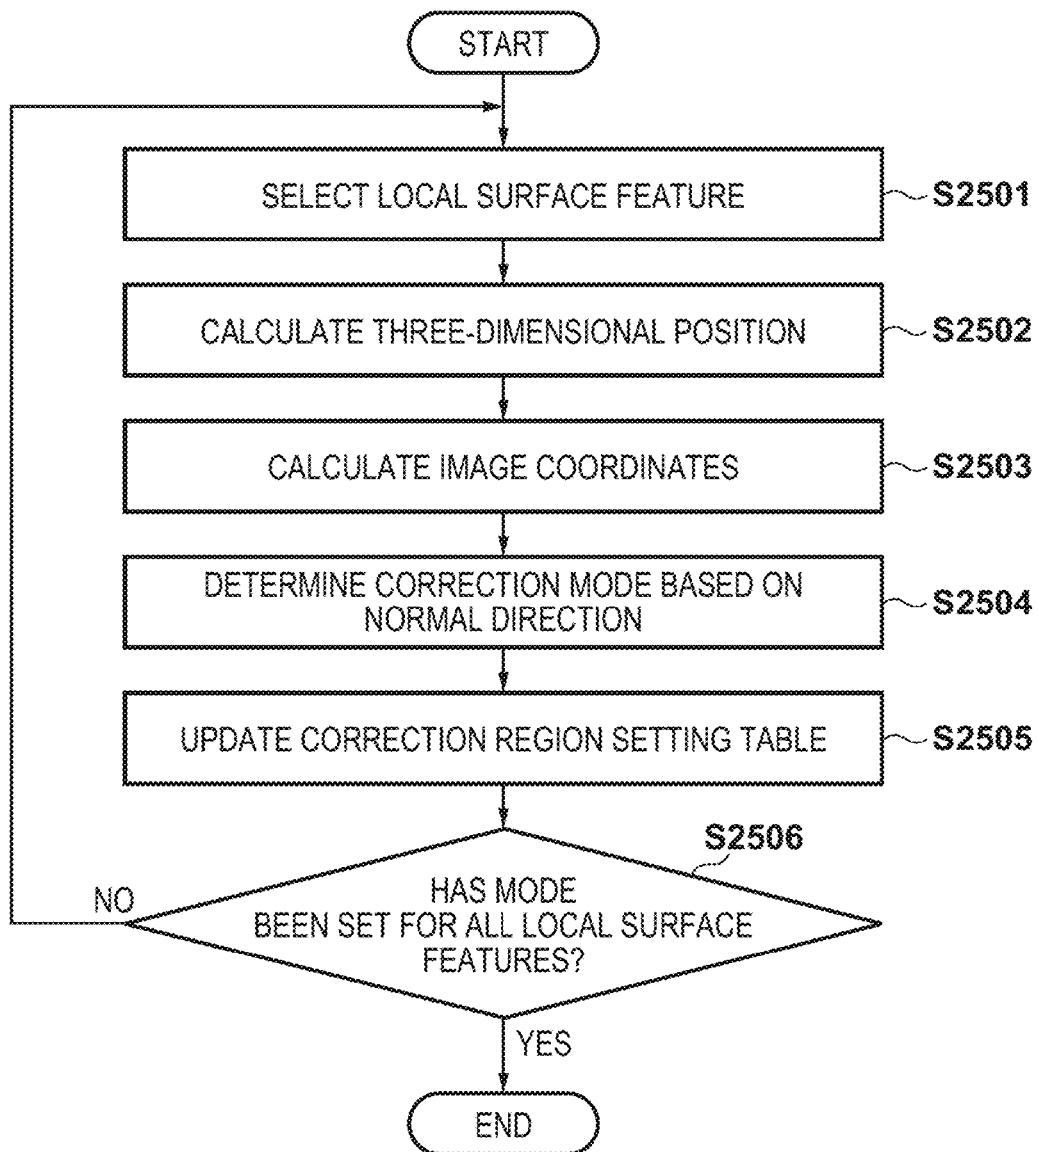 START
SELECT LOCAL SURFACE FEATURE
S2501
CALCULATE THREE-DIMENSIONAL POSITION
S2502
CALCULATE IMAGE COORDINATES
S2503
DETERMINE CORRECTION MODE BASED ON
NORMAL DIRECTION
S2504
UPDATE CORRECTION REGION SETTING TABLE
S2505
S2506
NO
HAS MODE
BEEN SET FOR ALL LOCAL SURFACE
FEATURES?
YES
END